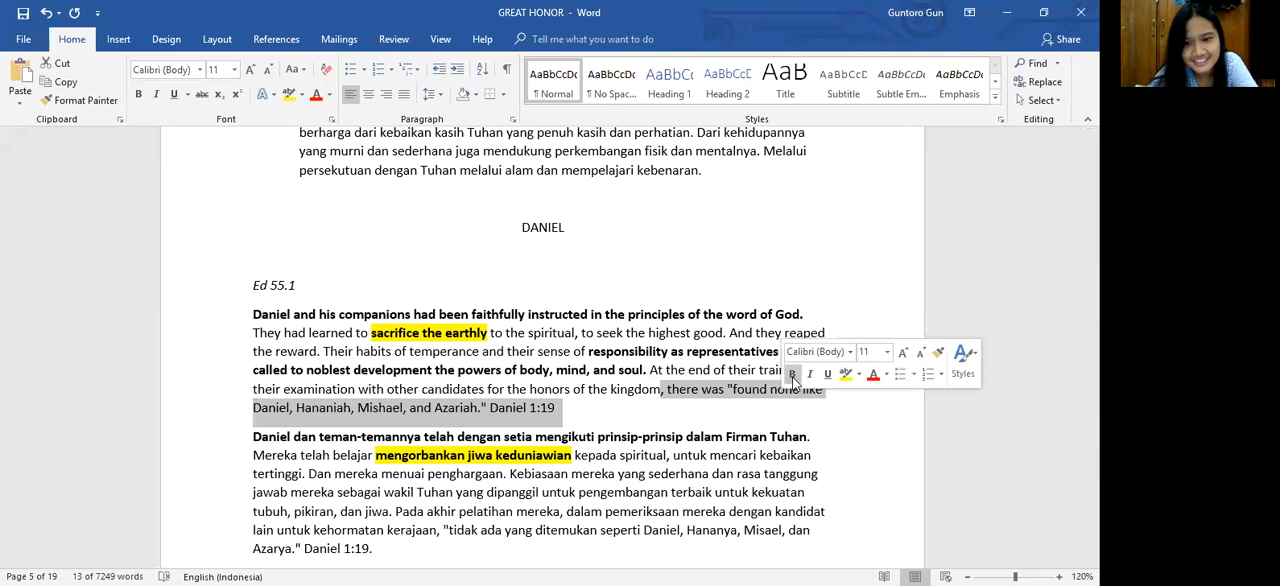 GREAT HONOR - Word
Guntoro Gun
File Home Insert Design Layout References Mailings Review View Help Tell me what you want to do Share
Paste
Cut
Copy
Format Painter
Clipboard
Calibri (Body) 11
Font
Paragraph
AaBbCcDc AaBbCcDc AaBbCc AaBbCcD AaB AaBbCcD AaBbCcDc AaBbCcDc
¶ Normal ¶ No Spac... Heading 1 Heading 2 Title Subtitle Subtle Em... Emphasis
Styles
Find
Replace
Select
Editing
berharga dari kebaikan kasih Tuhan yang penuh kasih dan perhatian. Dari kehidupannya
yang murni dan sederhana juga mendukung perkembangan fisik dan mentalnya. Melalui
persekutuan dengan Tuhan melalui alam dan mempelajari kebenaran.
DANIEL
Ed 55.1
Daniel and his companions had been faithfully instructed in the principles of the word of God.
They had learned to sacrifice the earthly to the spiritual, to seek the highest good. And they reaped
the reward. Their habits of temperance and their sense of responsibility as representatives
called to noblest development the powers of body, mind, and soul. At the end of their
their examination with other candidates for the honors of the kingdom, there was "found none like
Daniel, Hananiah, Mishael, and Azariah." Daniel 1:19
Calibri (Body) 11
Styles
Daniel dan teman-temannya telah dengan setia mengikuti prinsip-prinsip dalam Firman Tuhan.
Mereka telah belajar mengorbankan jiwa keduniawian kepada spiritual, untuk mencari kebaikan
tertinggi. Dan mereka menuai penghargaan. Kebiasaan mereka yang sederhana dan rasa tanggung
jawab mereka sebagai wakil Tuhan yang dipanggil untuk pengembangan terbaik untuk kekuatan
tubuh, pikiran, dan jiwa. Pada akhir pelatihan mereka, dalam pemeriksaan mereka dengan kandidat
lain untuk kehormatan kerajaan, "tidak ada yang ditemukan seperti Daniel, Hananya, Misael, dan
Azarya." Daniel 1:19.
Page 5 of 19 13 of 7249 words English (Indonesia) 120%